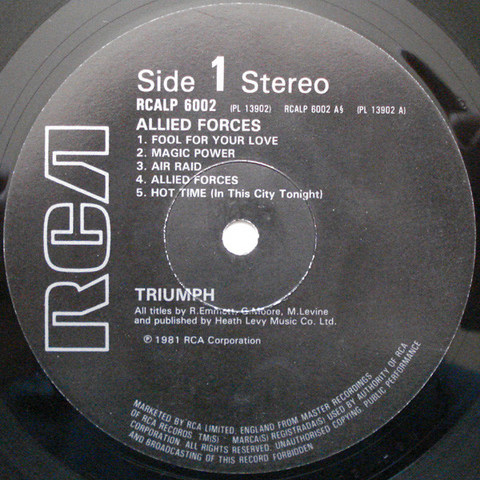 Side 1 Stereo
RCALP 6002 (PL 13902) RCALP 6002 A§ (PL 13902 A)
ALLIED FORCES
1. FOOL FOR YOUR LOVE
2. MAGIC POWER
3. AIR RAID
4. ALLIED FORCES
5. HOT TIME (In This City Tonight)
RCA
TRIUMPH
All titles by R.Emmett, G.Moore, M.Levine
and published by Heath Levy Music Co. Ltd.
℗ 1981 RCA Corporation
MARKETED BY RCA LIMITED, ENGLAND FROM MASTER RECORDINGS
OF RCA RECORDS TM(S) ® MARCA(S) REGISTRADA(S) USED BY AUTHORITY OF RCA
CORPORATION. ALL RIGHTS RESERVED. UNAUTHORISED COPYING, PUBLIC PERFORMANCE
AND BROADCASTING OF THIS RECORD FORBIDDEN